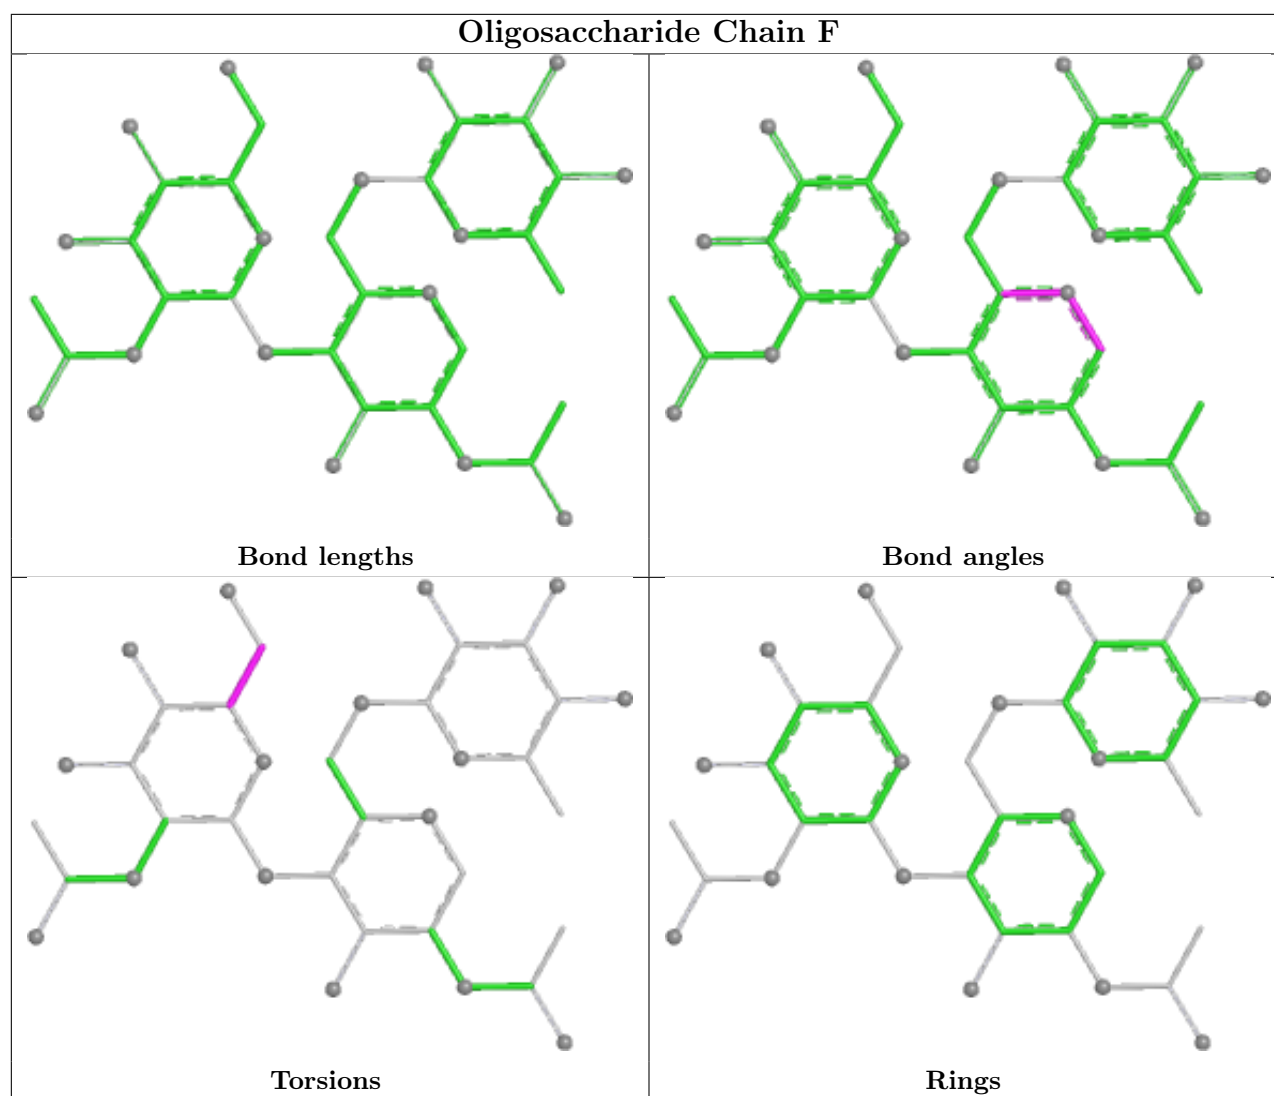 Oligosaccharide Chain F
Bond lengths
Bond angles
Torsions
Rings